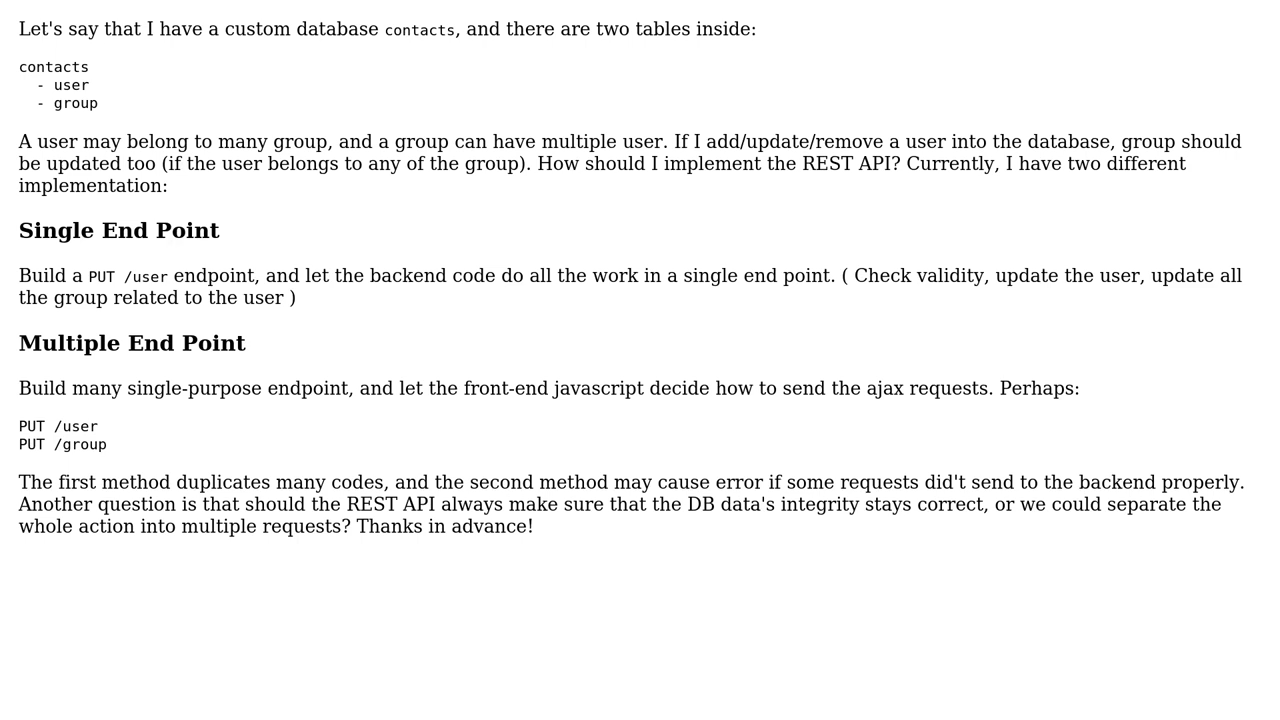 Let's say that I have a custom database contacts, and there are two tables inside:
contacts
  - user
  - group
A user may belong to many group, and a group can have multiple user. If I add/update/remove a user into the database, group should
be updated too (if the user belongs to any of the group). How should I implement the REST API? Currently, I have two different
implementation:
Single End Point
Build a PUT /user endpoint, and let the backend code do all the work in a single end point. ( Check validity, update the user, update all
the group related to the user )
Multiple End Point
Build many single-purpose endpoint, and let the front-end javascript decide how to send the ajax requests. Perhaps:
PUT /user
PUT /group
The first method duplicates many codes, and the second method may cause error if some requests did't send to the backend properly.
Another question is that should the REST API always make sure that the DB data's integrity stays correct, or we could separate the
whole action into multiple requests? Thanks in advance!